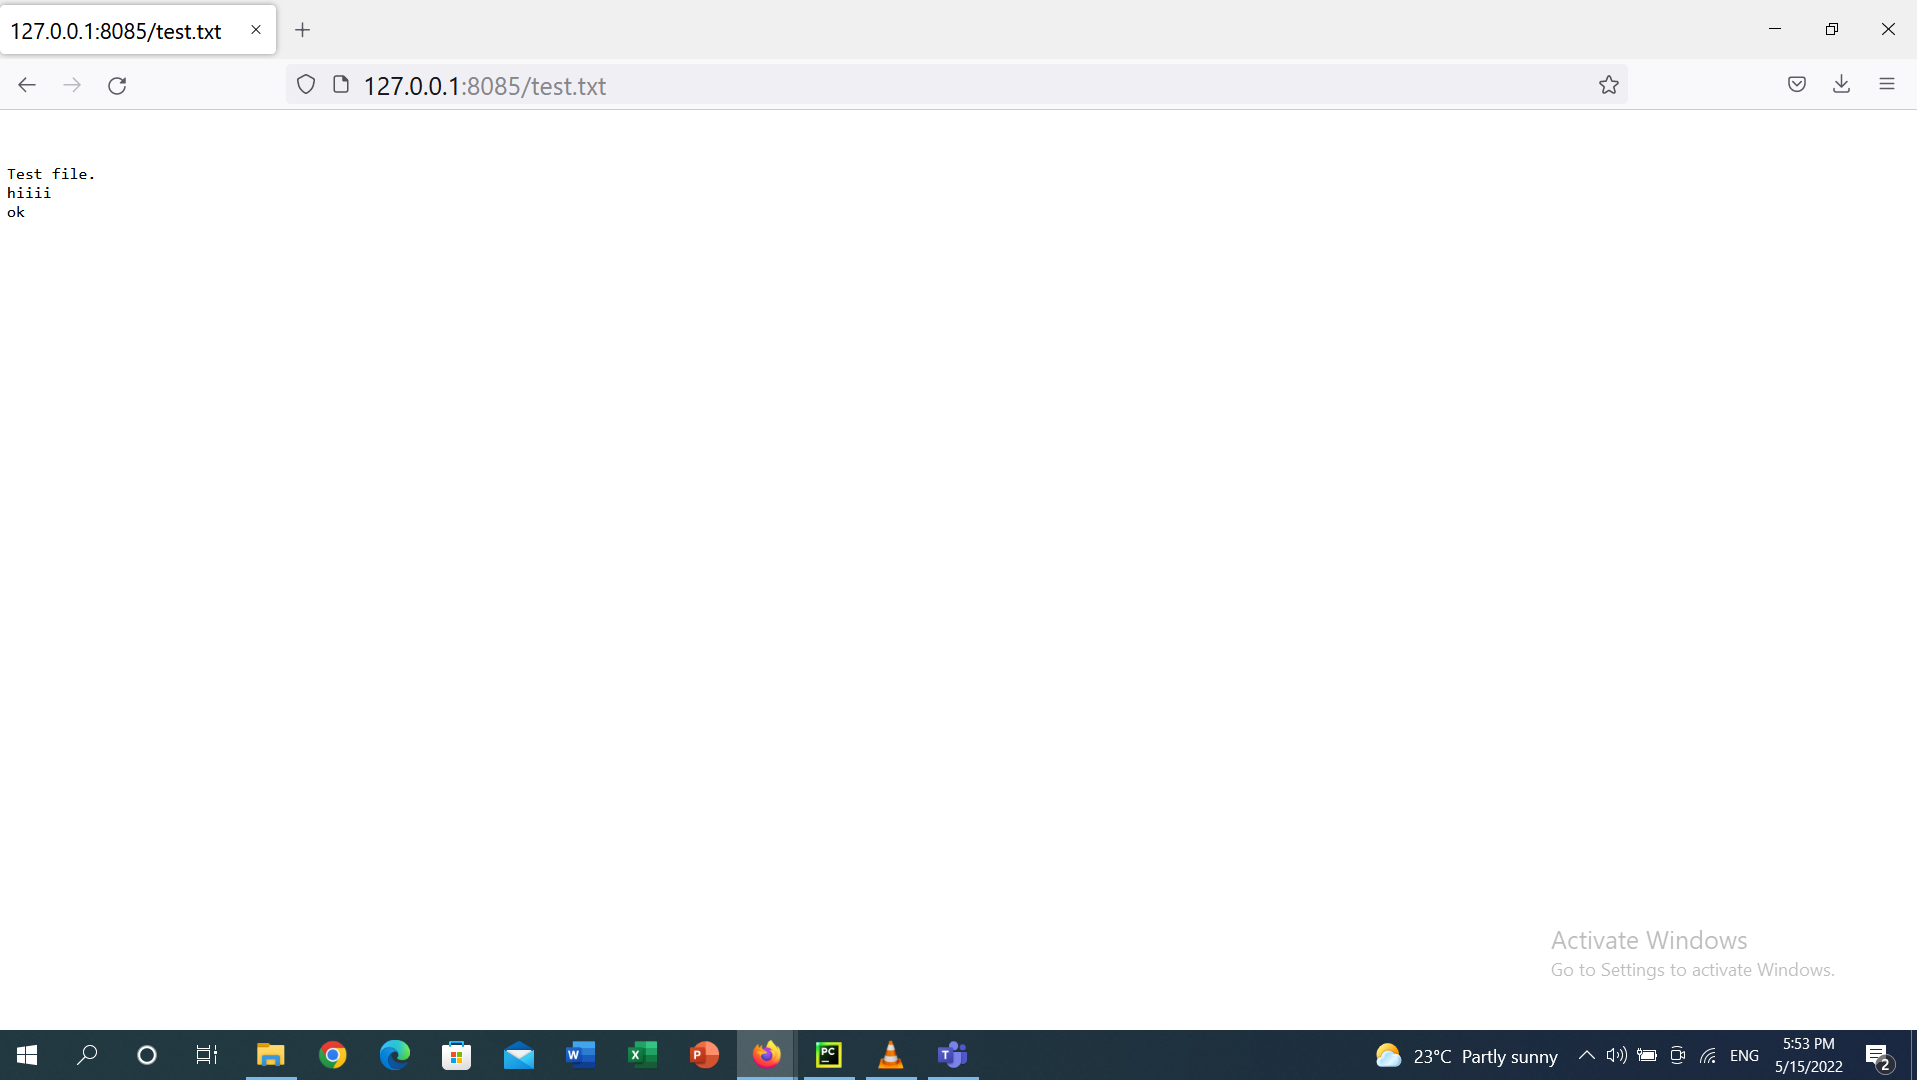 127.0.0.1:8085/test.txt
127.0.0.1:8085/test.txt
Test file.
hiiii
ok
Activate Windows
Go to Settings to activate Windows.
23°C Partly sunny
ENG
5:53 PM
5/15/2022
2